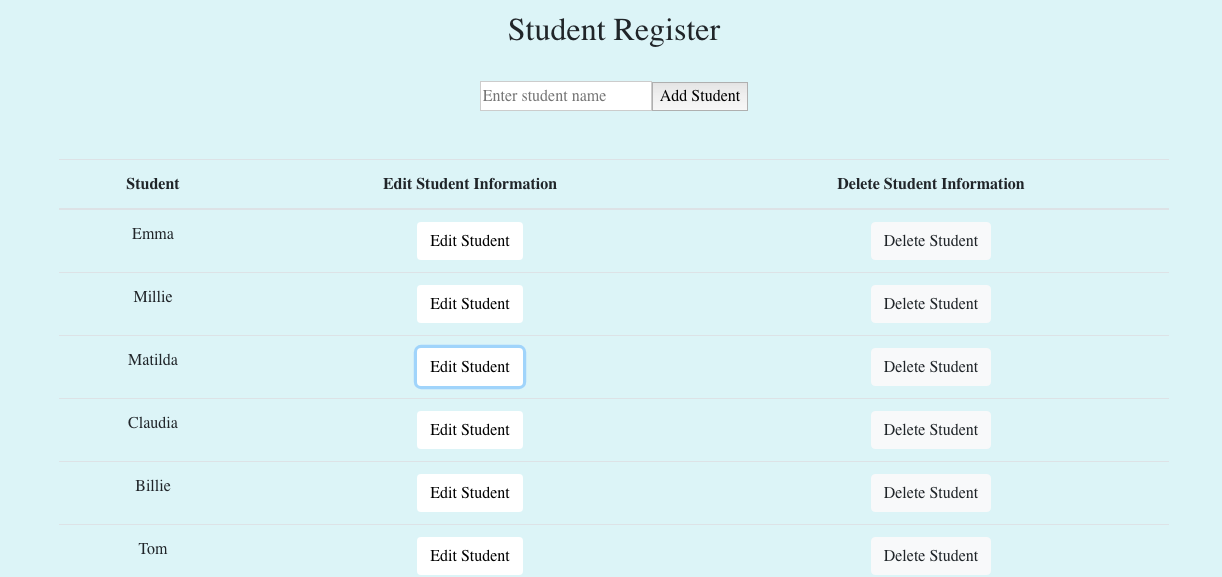 Student Register
Enter student name Add Student
Student Edit Student Information Delete Student Information
Emma Edit Student Delete Student
Millie Edit Student Delete Student
Matilda Edit Student Delete Student
Claudia Edit Student Delete Student
Billie Edit Student Delete Student
Tom Edit Student Delete Student